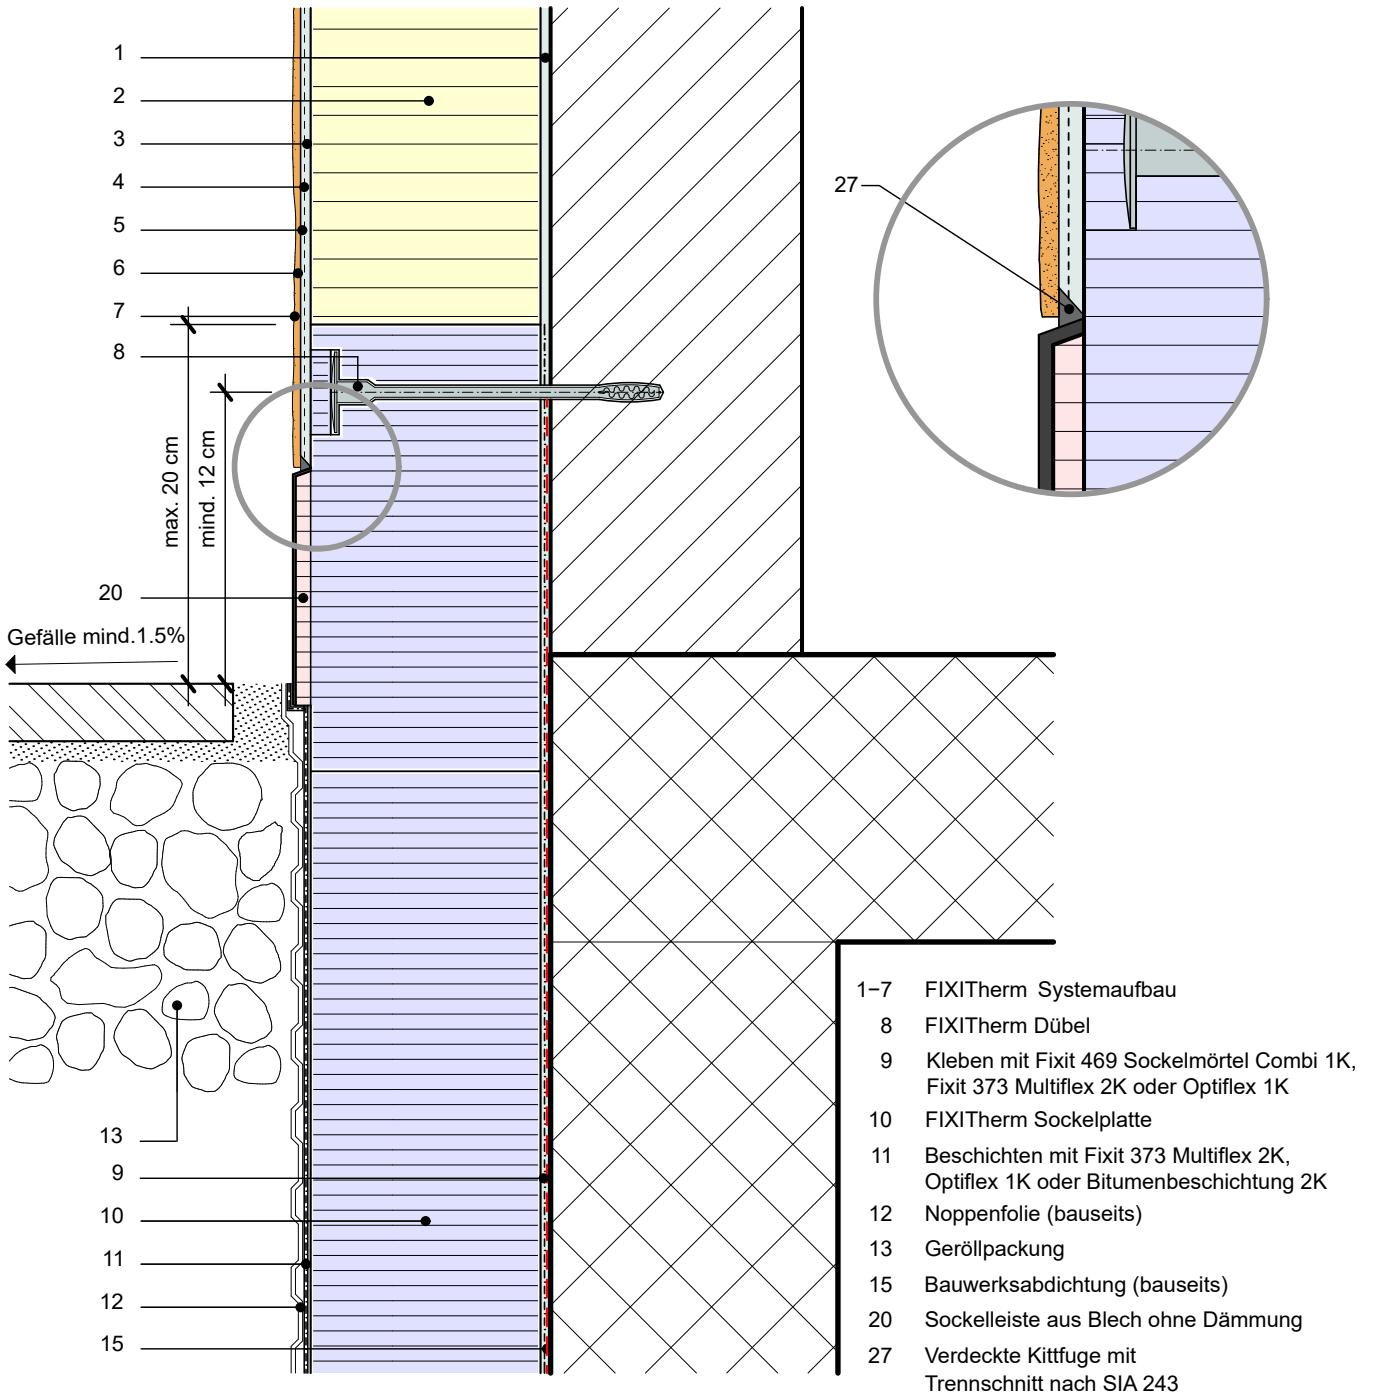 1
2
3
4
5
6
7
8
max. 20 cm
mind. 12 cm
20
Gefälle mind.1.5%
13
9
10
11
12
15
27
1–7 FIXITherm Systemaufbau
8 FIXITherm Dübel
9 Kleben mit Fixit 469 Sockelmörtel Combi 1K,
Fixit 373 Multiflex 2K oder Optiflex 1K
10 FIXITherm Sockelplatte
11 Beschichten mit Fixit 373 Multiflex 2K,
Optiflex 1K oder Bitumenbeschichtung 2K
12 Noppenfolie (bauseits)
13 Geröllpackung
15 Bauwerksabdichtung (bauseits)
20 Sockelleiste aus Blech ohne Dämmung
27 Verdeckte Kittfuge mit
Trennschnitt nach SIA 243